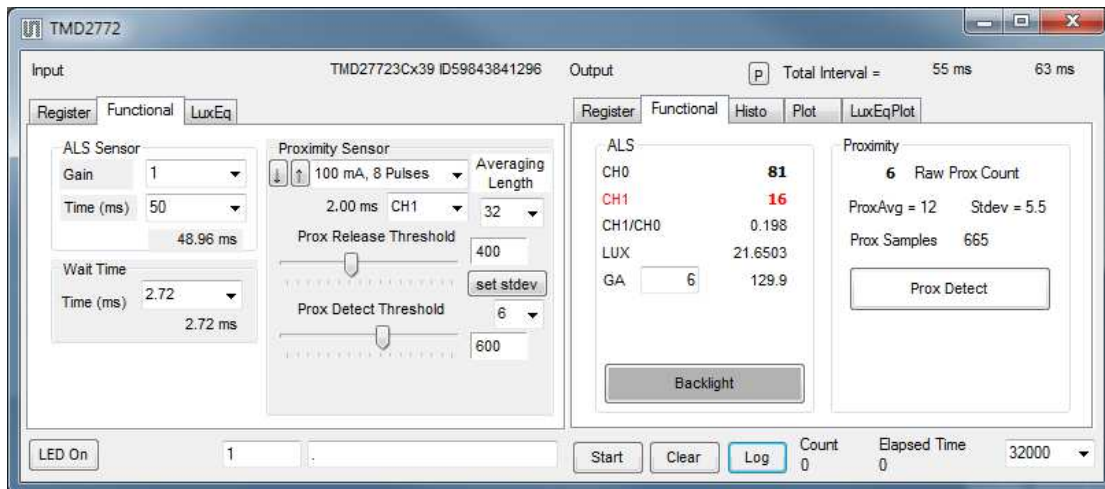 TMD2772
Input TMD27723Cx39 ID59843841296
Register Functional LuxEq
ALS Sensor
Gain 1
Time (ms) 50
48.96 ms
Wait Time
Time (ms) 2.72
2.72 ms
Proximity Sensor
↓ ↑ 100 mA, 8 Pulses
Averaging
Length
2.00 ms CH1 32
Prox Release Threshold
400
set stdev
Prox Detect Threshold
6
600
LED On 1 .
Output P Total Interval = 55 ms 63 ms
Register Functional Histo Plot LuxEqPlot
ALS
CH0 81
CH1 16
CH1/CH0 0.198
LUX 21.6503
GA 6 129.9
Backlight
Proximity
6 Raw Prox Count
ProxAvg = 12 Stdev = 5.5
Prox Samples 665
Prox Detect
Start Clear Log
Count
0
Elapsed Time
0
32000